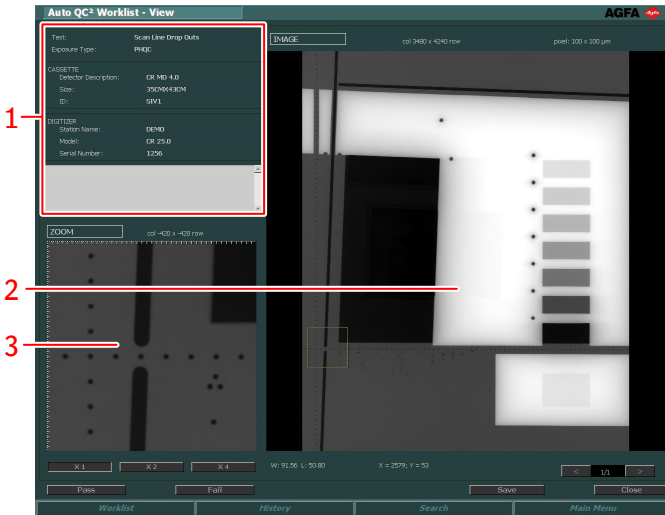 Auto QC² Worklist - View
AGFA
Test: Scan Line Drop Outs
Exposure Type: PHQC
CASSETTE
Detector Description: CR MD 4.0
Size: 35CMX43CM
ID: SIV1
DIGITIZER
Station Name: DEMO
Model: CR 25.0
Serial Number: 1256
1
IMAGE col 3480 x 4240 row pixel: 100 x 100 µm
ZOOM col -420 x -420 row
2
3
X 1 X 2 X 4
W: 91.56 L: 50.80 X = 2579; Y = 53
< 1/1 >
Pass Fail Save Close
Worklist History Search Main Menu